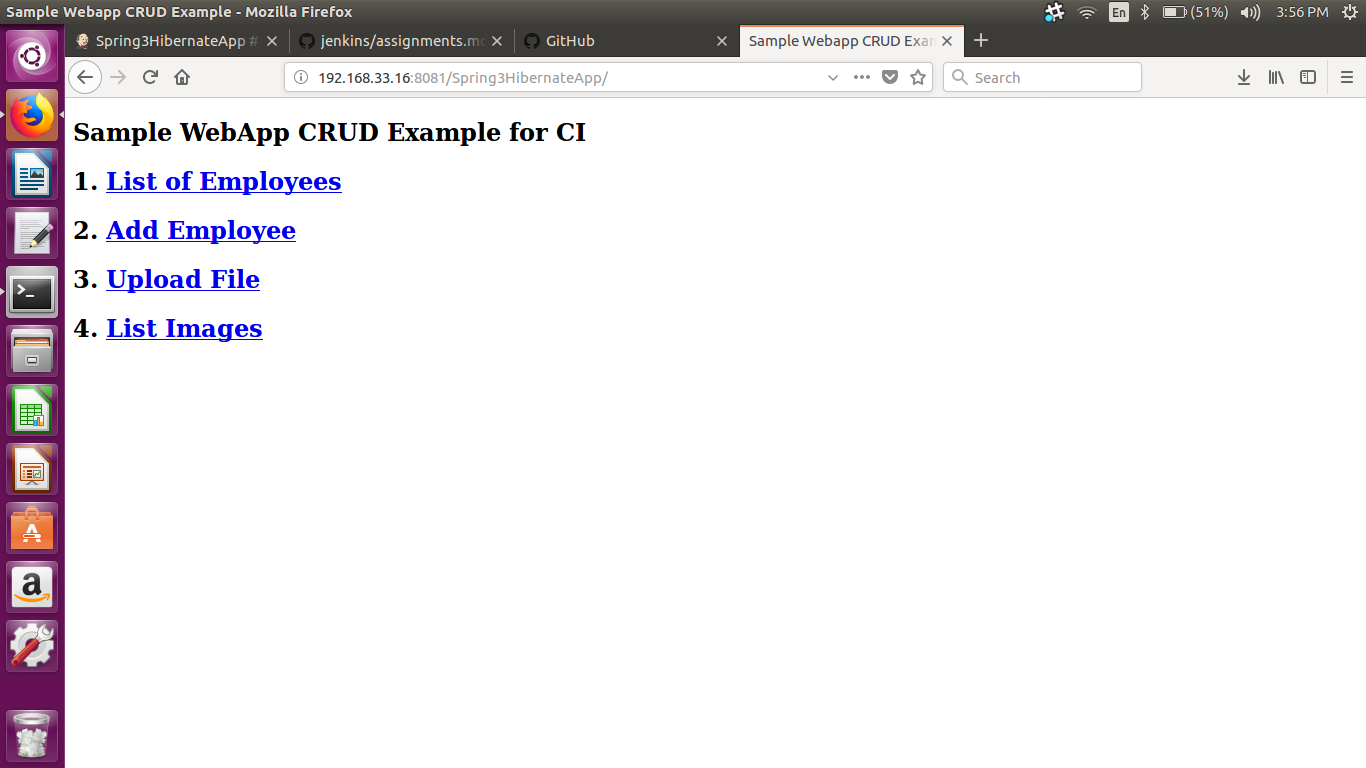 Sample Webapp CRUD Example - Mozilla Firefox
En
(51%)
3:56 PM
Spring3HibernateApp #
jenkins/assignments.m
GitHub
Sample Webapp CRUD Exam
192.168.33.16:8081/Spring3HibernateApp/
Search
Sample WebApp CRUD Example for CI
1. List of Employees
2. Add Employee
3. Upload File
4. List Images